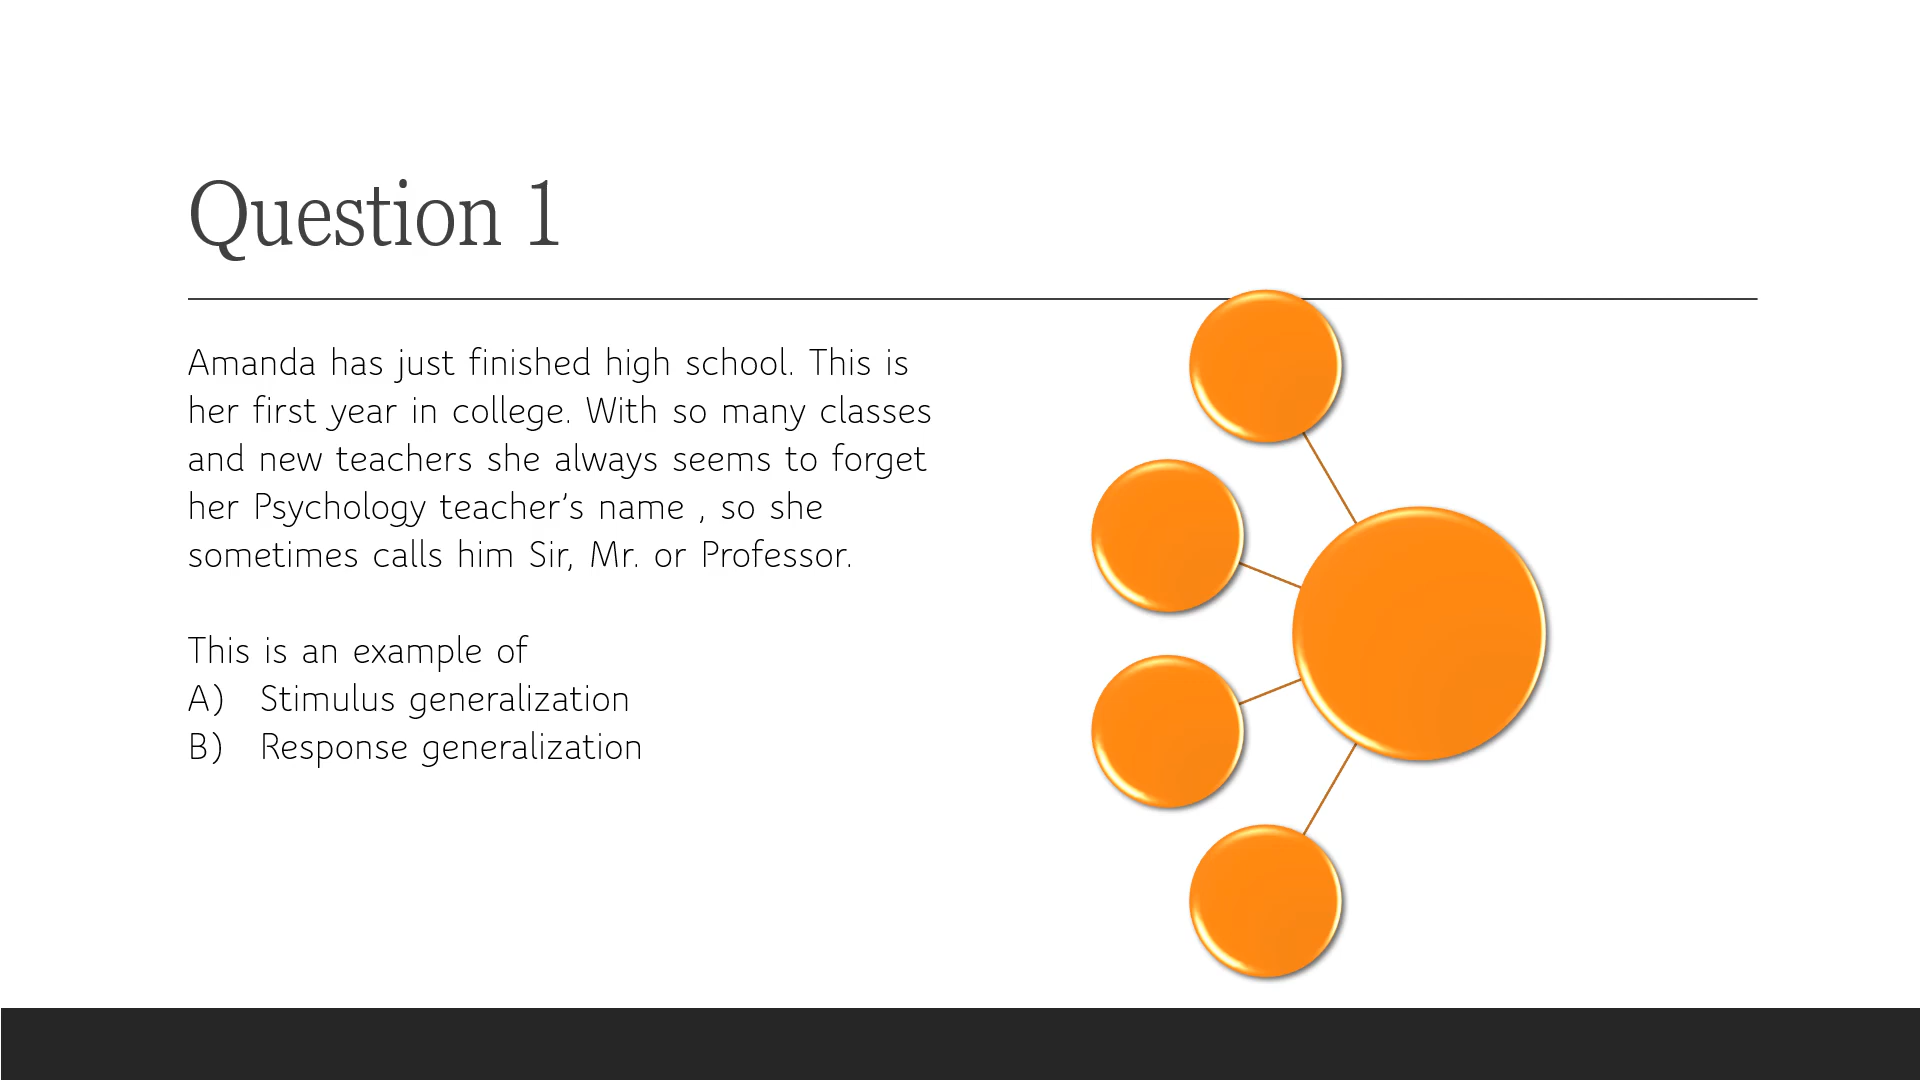 Question 1
Amanda has just finished high school. This is
her first year in college. With so many classes
and new teachers she always seems to forget
her Psychology teacher’s name , so she
sometimes calls him Sir, Mr. or Professor.
This is an example of
A) Stimulus generalization
B) Response generalization